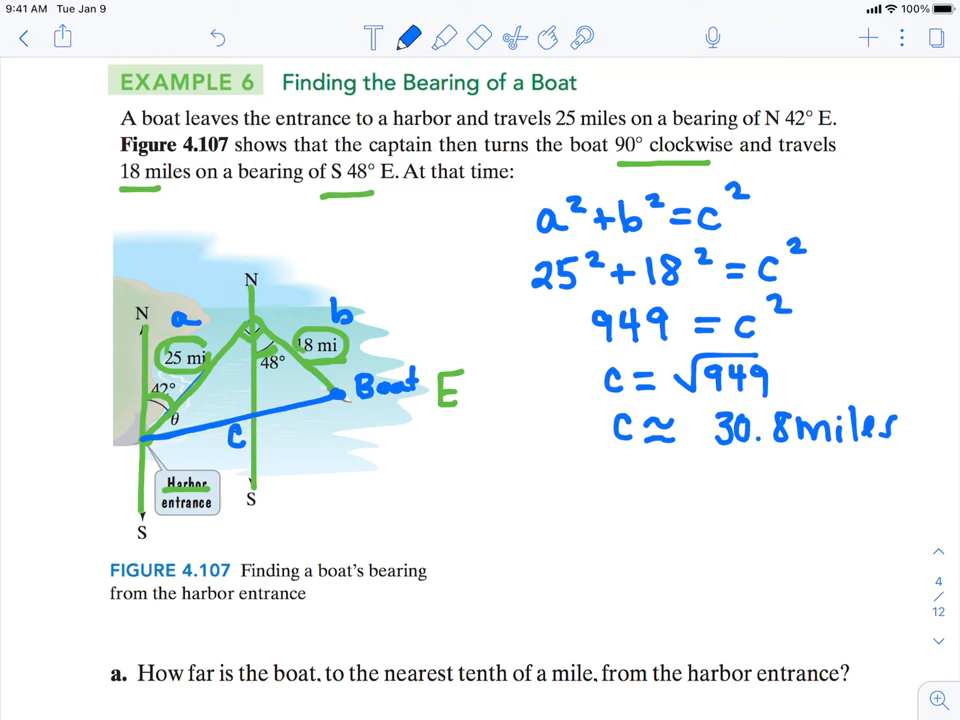 9:41 AM Tue Jan 9
100%
EXAMPLE 6 Finding the Bearing of a Boat
A boat leaves the entrance to a harbor and travels 25 miles on a bearing of N 42° E.
Figure 4.107 shows that the captain then turns the boat 90° clockwise and travels
18 miles on a bearing of S 48° E. At that time:
a² + b² = c²
25² + 18² = c²
949 = c²
c = √949
c ≈ 30.8 miles
N
N
a
b
25 mi
18 mi
48°
42°
θ
Boat
E
c
Harbor
entrance
S
S
FIGURE 4.107 Finding a boat's bearing
from the harbor entrance
4
/
12
a. How far is the boat, to the nearest tenth of a mile, from the harbor entrance?